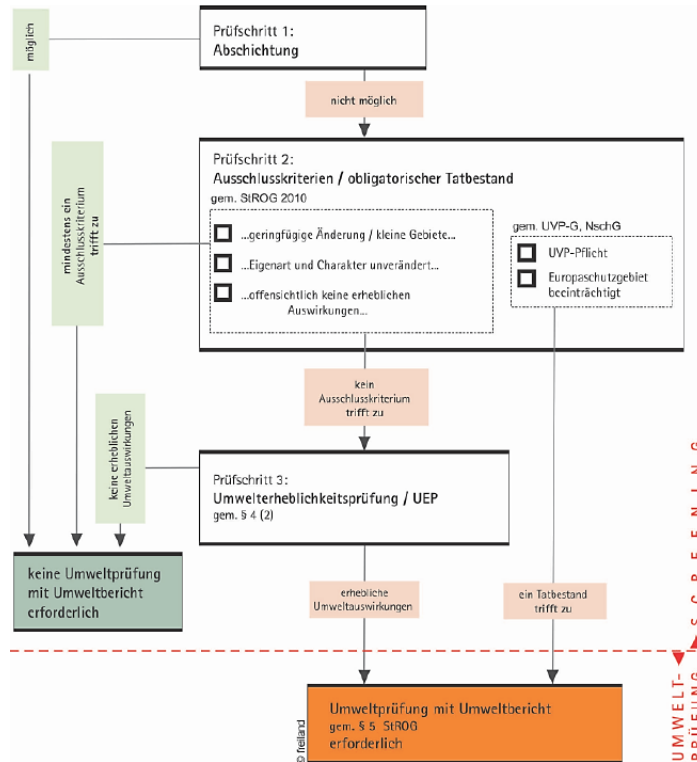 möglich
Prüfschritt 1:
Abschichtung
nicht möglich
mindestens ein
Ausschlusskriterium
trifft zu
Prüfschritt 2:
Ausschlusskriterien / obligatorischer Tatbestand
gem. StROG 2010
...geringfügige Änderung / kleine Gebiete...
...Eigenart und Charakter unverändert...
...offensichtlich keine erheblichen
Auswirkungen...
gem. UVP-G, NschG
UVP-Pflicht
Europaschutzgebiet
beeinträchtigt
kein
Ausschlusskriterium
trifft zu
keine erheblichen
Umweltauswirkungen
Prüfschritt 3:
Umwelterheblichkeitsprüfung / UEP
gem. § 4 (2)
keine Umweltprüfung
mit Umweltbericht
erforderlich
erhebliche
Umweltauswirkungen
ein Tatbestand
trifft zu
SCREENING
UMWELT-
PRÜFUNG
Umweltprüfung mit Umweltbericht
gem. § 5 StROG
erforderlich
© freiland